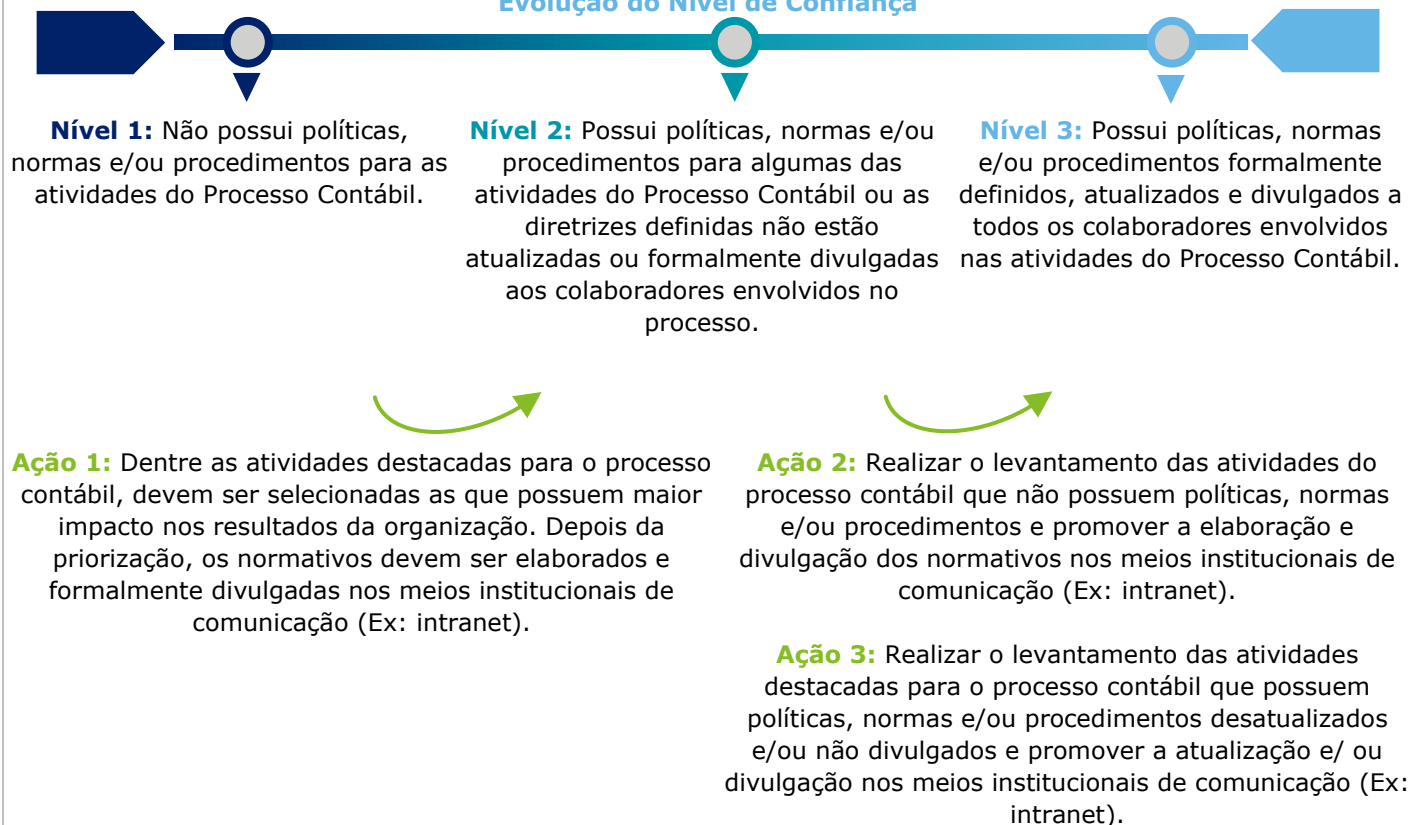 Evolução do Nível de Confiança
Nível 1: Não possui políticas,
normas e/ou procedimentos para as
atividades do Processo Contábil.
Nível 2: Possui políticas, normas e/ou
procedimentos para algumas das
atividades do Processo Contábil ou as
diretrizes definidas não estão
atualizadas ou formalmente divulgadas
aos colaboradores envolvidos no
processo.
Nível 3: Possui políticas, normas
e/ou procedimentos formalmente
definidos, atualizados e divulgados a
todos os colaboradores envolvidos
nas atividades do Processo Contábil.
Ação 1: Dentre as atividades destacadas para o processo
contábil, devem ser selecionadas as que possuem maior
impacto nos resultados da organização. Depois da
priorização, os normativos devem ser elaborados e
formalmente divulgadas nos meios institucionais de
comunicação (Ex: intranet).
Ação 2: Realizar o levantamento das atividades do
processo contábil que não possuem políticas, normas
e/ou procedimentos e promover a elaboração e
divulgação dos normativos nos meios institucionais de
comunicação (Ex: intranet).
Ação 3: Realizar o levantamento das atividades
destacadas para o processo contábil que possuem
políticas, normas e/ou procedimentos desatualizados
e/ou não divulgados e promover a atualização e/ ou
divulgação nos meios institucionais de comunicação (Ex:
intranet).